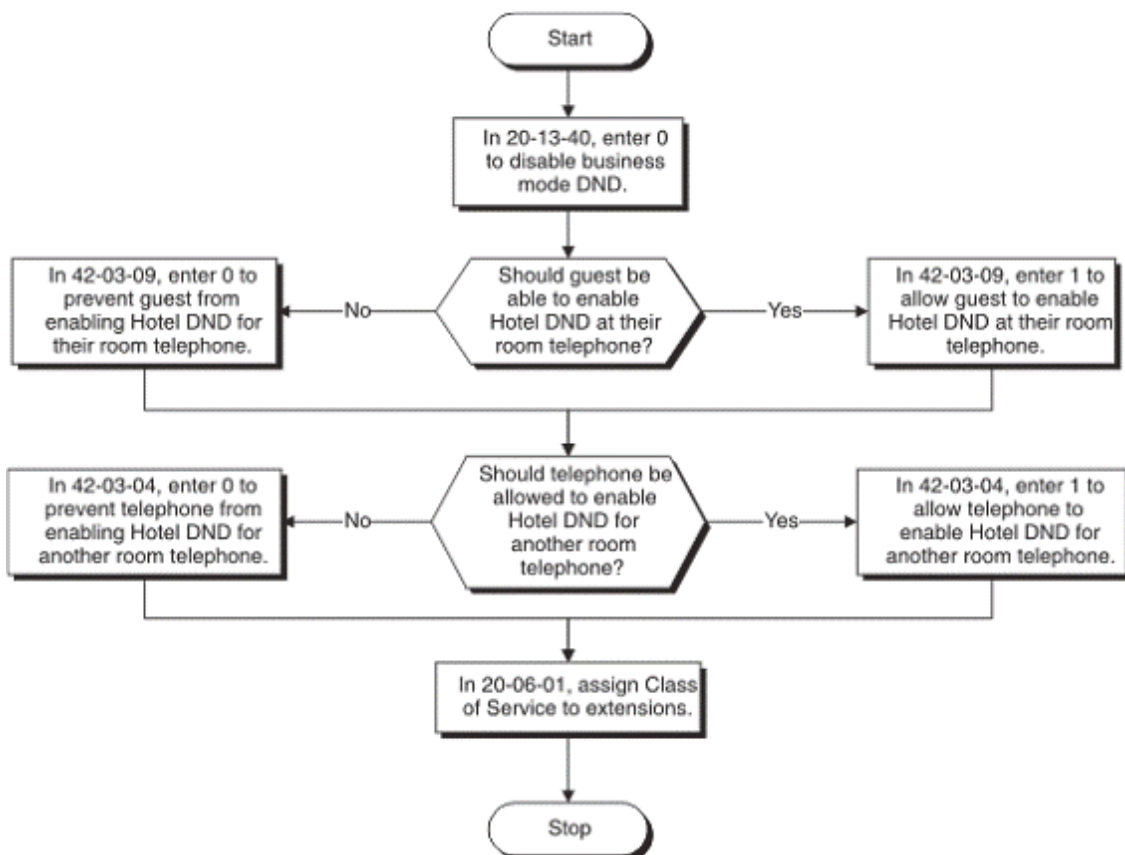 Start
In 20-13-40, enter 0
to disable business
mode DND.
In 42-03-09, enter 0 to
prevent guest from
enabling Hotel DND for
their room telephone.
No
Should guest be
able to enable
Hotel DND at their
room telephone?
Yes
In 42-03-09, enter 1 to
allow guest to enable
Hotel DND at their room
telephone.
In 42-03-04, enter 0 to
prevent telephone from
enabling Hotel DND for
another room telephone.
No
Should telephone be
allowed to enable
Hotel DND for
another room
telephone?
Yes
In 42-03-04, enter 1 to
allow telephone to
enable Hotel DND for
another room telephone.
In 20-06-01, assign Class
of Service to extensions.
Stop